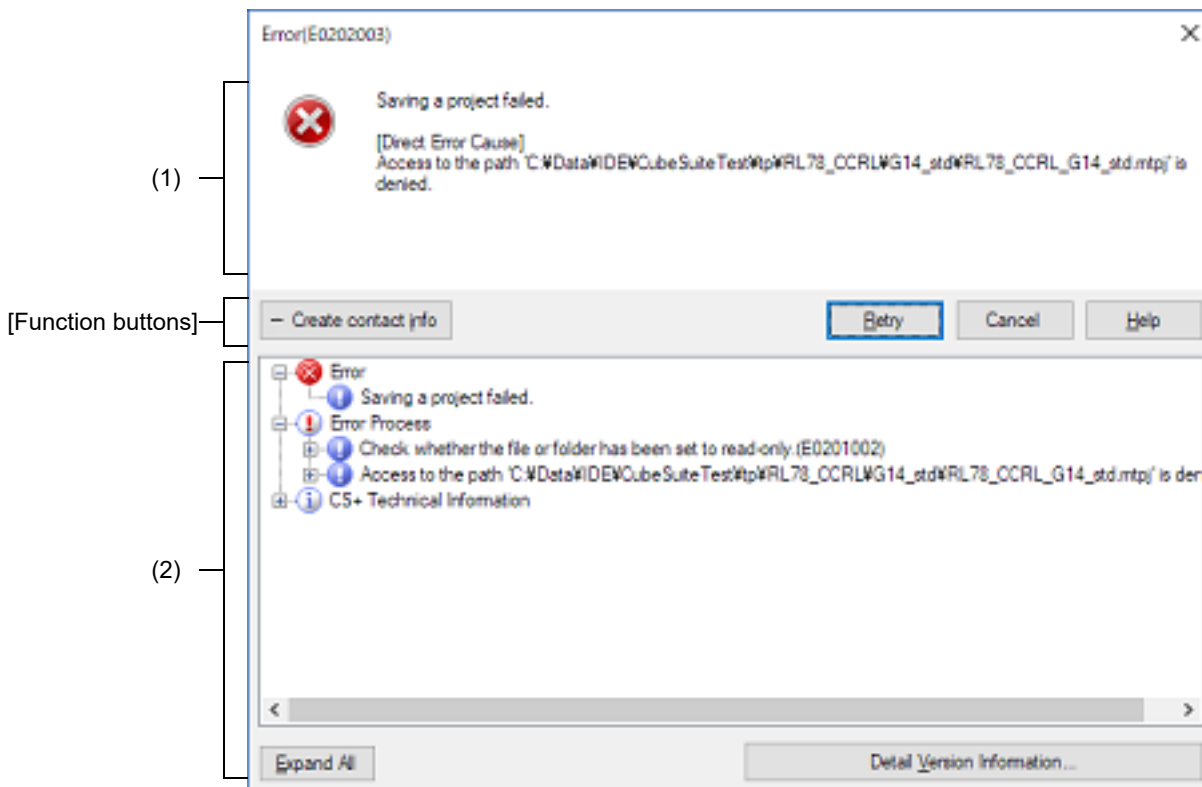 Error(E0202003)
(1)
Saving a project failed.
[Direct Error Cause]
Access to the path 'C:¥Data¥IDE¥CubeSuiteTest¥tp¥RL78_CCRL¥G14_std¥RL78_CCRL_G14_std.mtpj' is
denied.
[Function buttons]
− Create contact info
Retry
Cancel
Help
(2)
Error
Saving a project failed.
Error Process
Check whether the file or folder has been set to read-only.(E0201002)
Access to the path 'C:¥Data¥IDE¥CubeSuiteTest¥tp¥RL78_CCRL¥G14_std¥RL78_CCRL_G14_std.mtpj' is der
CS+ Technical Information
Expand All
Detail Version Information...